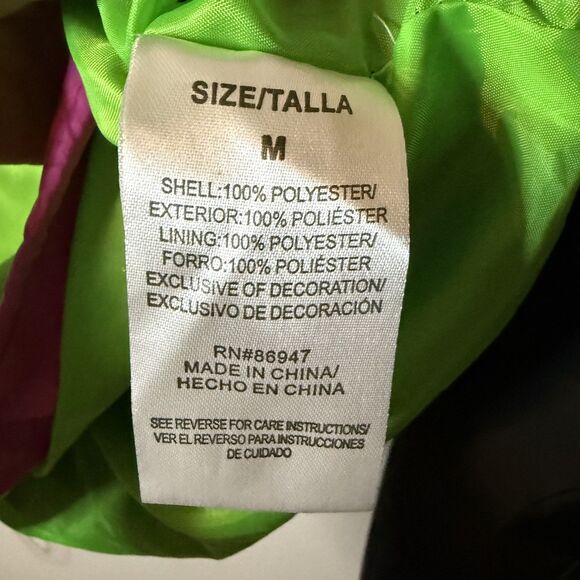 SIZE/TALLA
M
SHELL:100% POLYESTER/
EXTERIOR:100% POLIÉSTER
LINING:100% POLYESTER/
FORRO:100% POLIÉSTER
EXCLUSIVE OF DECORATION/
EXCLUSIVO DE DECORACIÓN
RN#86947
MADE IN CHINA/
HECHO EN CHINA
SEE REVERSE FOR CARE INSTRUCTIONS/
VER EL REVERSO PARA INSTRUCCIONES
DE CUIDADO